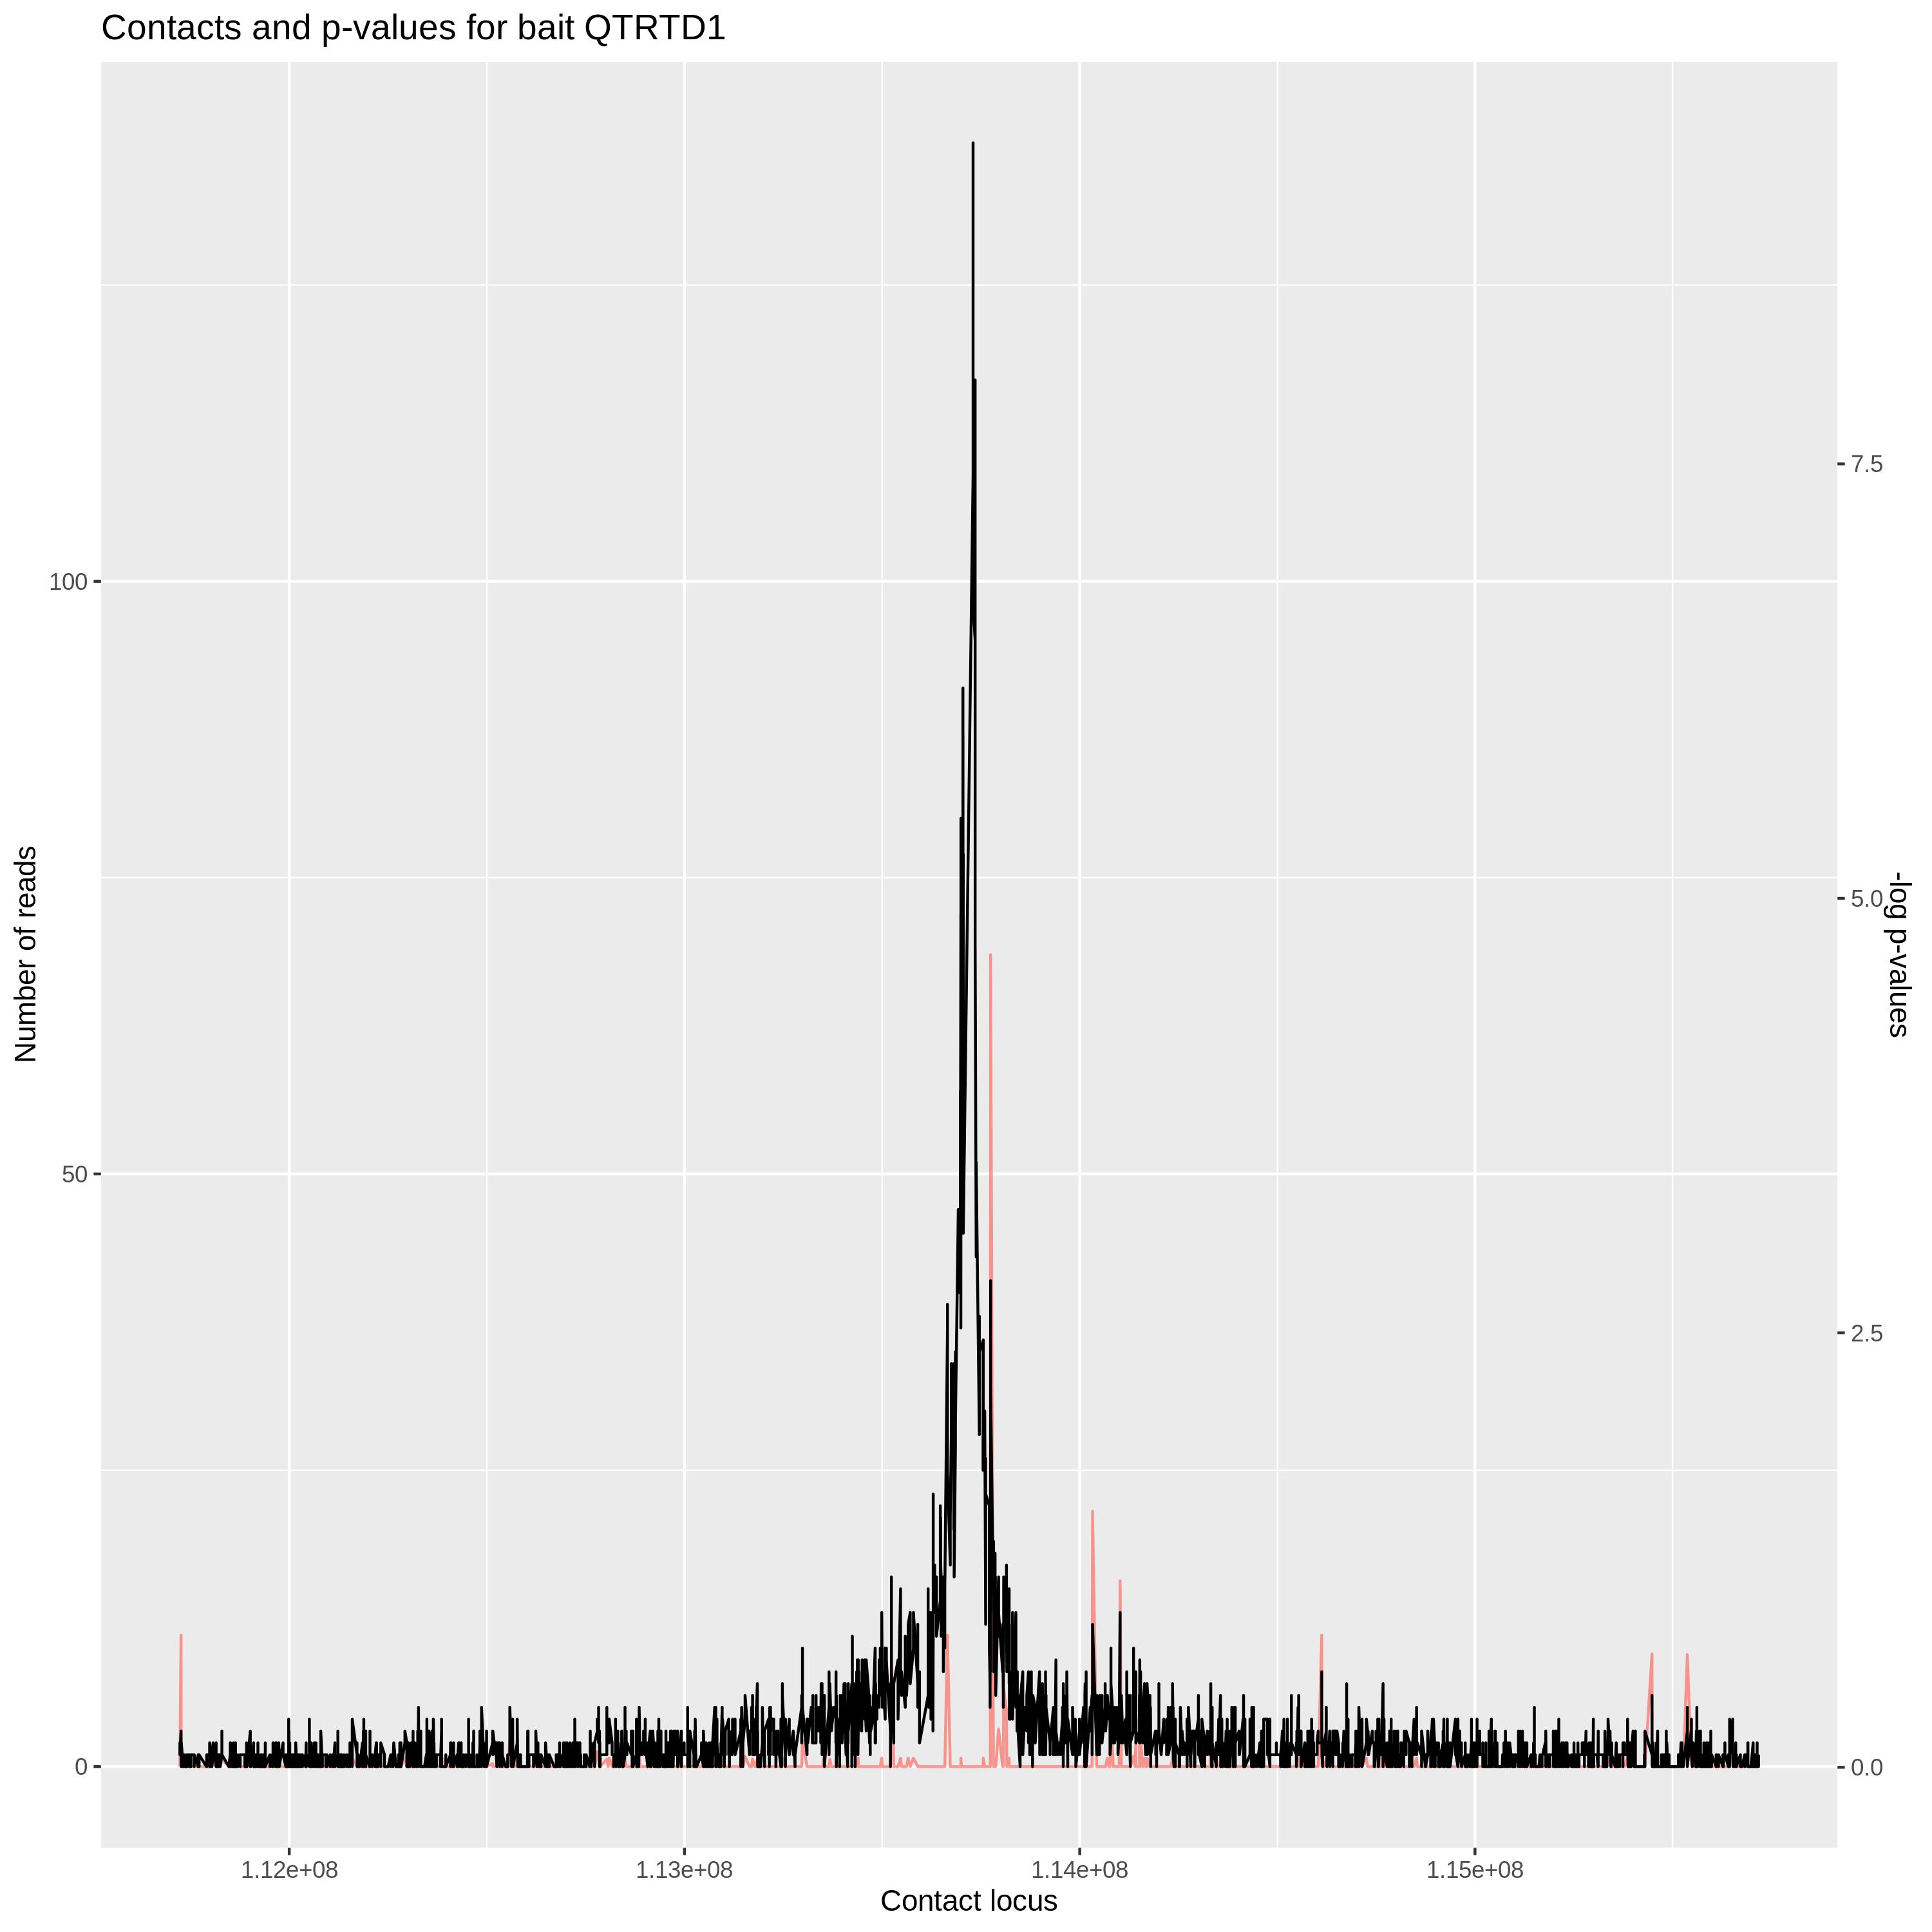 Contacts and p-values for bait QTRTD1
Number of reads
100
50
0
7.5
5.0
2.5
0.0
-log p-values
1.12e+08
1.13e+08
1.14e+08
1.15e+08
Contact locus